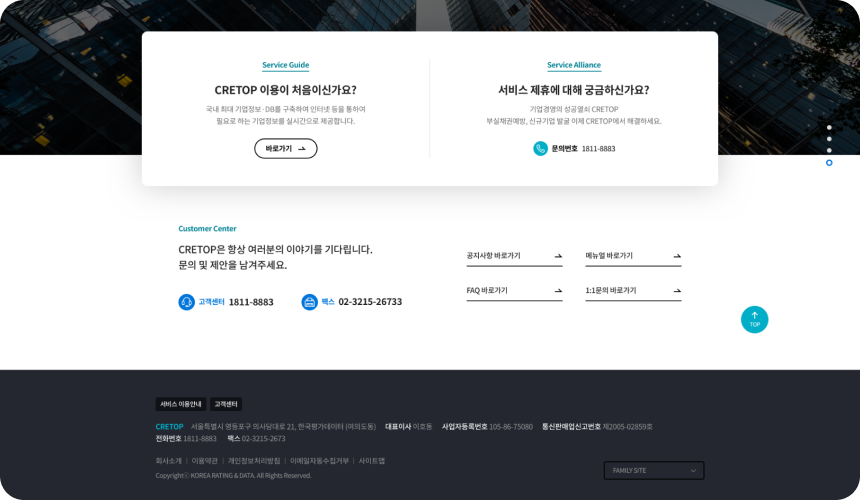 Service Guide
CRETOP 이용이 처음이신가요?
국내 최대 기업정보·DB를 구축하여 인터넷 등을 통하여
필요로 하는 기업정보를 실시간으로 제공합니다.
바로가기
Service Alliance
서비스 제휴에 대해 궁금하신가요?
기업경영의 성공열쇠 CRETOP
부실채권예방, 신규기업 발굴 이제 CRETOP에서 해결하세요.
문의번호 1811-8883
Customer Center
CRETOP은 항상 여러분의 이야기를 기다립니다.
문의 및 제안을 남겨주세요.
고객센터 1811-8883
팩스 02-3215-26733
공지사항 바로가기
메뉴얼 바로가기
FAQ 바로가기
1:1문의 바로가기
TOP
서비스 이용안내
고객센터
CRETOP 서울특별시 영등포구 의사당대로 21, 한국평가데이터 (여의도동) 대표이사 이호동 사업자등록번호 105-86-75080 통신판매업신고번호 제2005-02859호
전화번호 1811-8883 팩스 02-3215-2673
회사소개 | 이용약관 | 개인정보처리방침 | 이메일자동수집거부 | 사이트맵
Copyrightⓒ KOREA RATING & DATA. All Rights Reserved.
FAMILY SITE